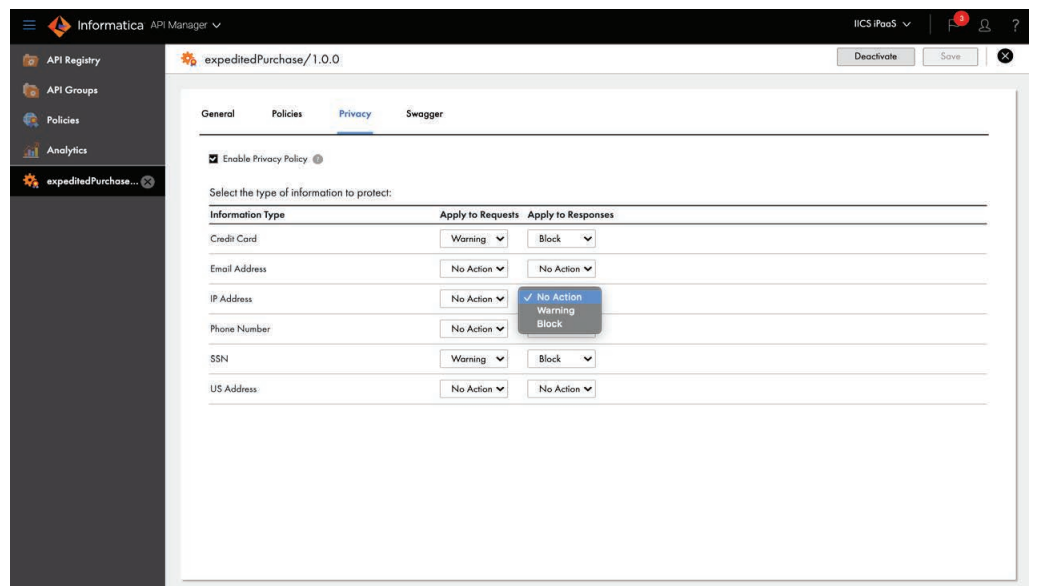 Informatica API Manager
IICS iPaaS
3
?
API Registry
API Groups
Policies
Analytics
expeditedPurchase...
expeditedPurchase/1.0.0
Deactivate
Save
General Policies Privacy Swagger
Enable Privacy Policy
Select the type of information to protect:
Information Type Apply to Requests Apply to Responses
Credit Card Warning Block
Email Address No Action No Action
IP Address No Action ✓ No Action
Warning
Block
Phone Number No Action
SSN Warning Block
US Address No Action No Action